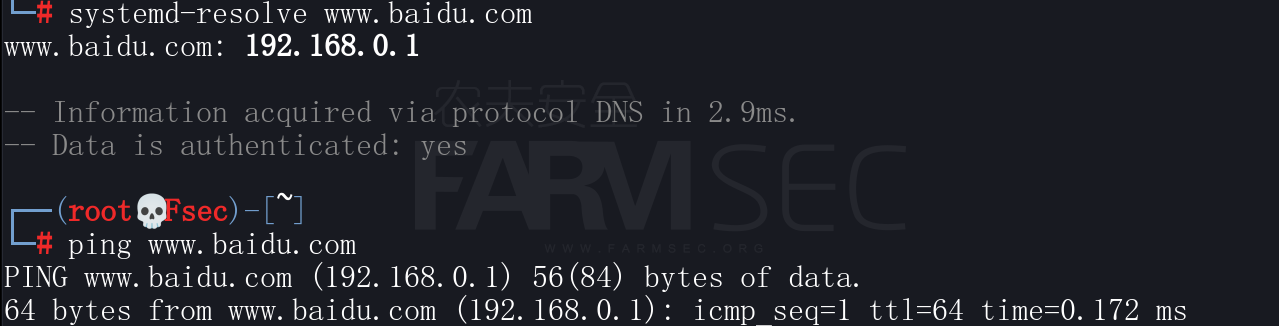 └─# systemd-resolve www.baidu.com
www.baidu.com: 192.168.0.1
-- Information acquired via protocol DNS in 2.9ms.
-- Data is authenticated: yes
农夫安全
FARMSEC
WWW.FARMSEC.ORG
┌──(root💀Fsec)-[~]
└─# ping www.baidu.com
PING www.baidu.com (192.168.0.1) 56(84) bytes of data.
64 bytes from www.baidu.com (192.168.0.1): icmp_seq=1 ttl=64 time=0.172 ms